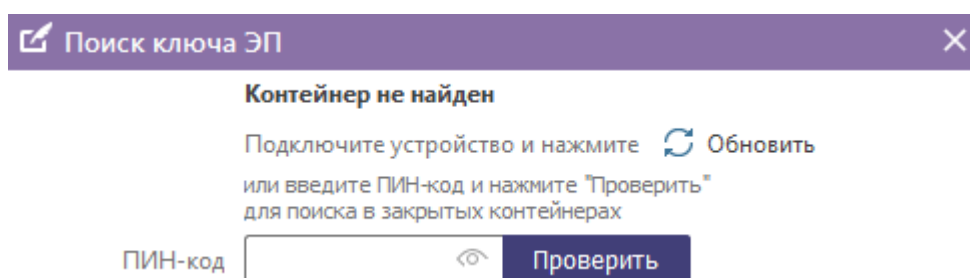 Поиск ключа ЭП
Контейнер не найден
Подключите устройство и нажмите Обновить
или введите ПИН-код и нажмите "Проверить"
для поиска в закрытых контейнерах
ПИН-код Проверить